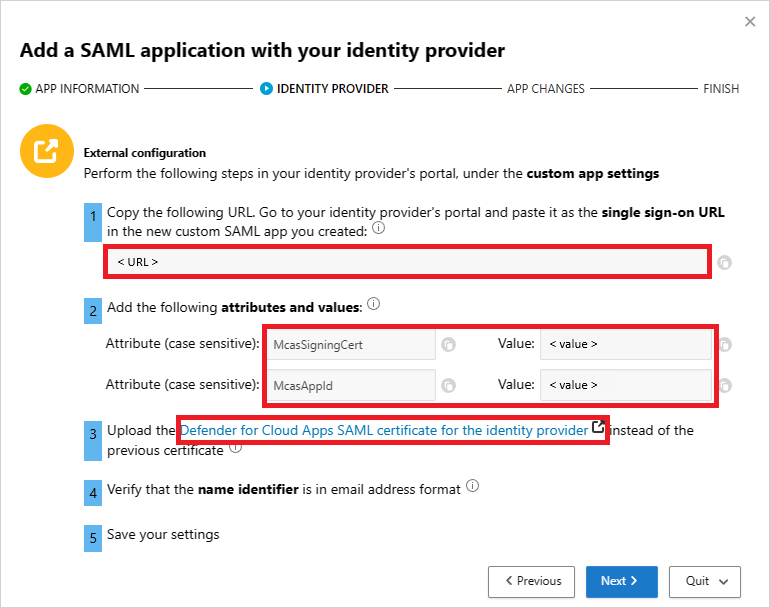 Add a SAML application with your identity provider
APP INFORMATION IDENTITY PROVIDER APP CHANGES FINISH
External configuration
Perform the following steps in your identity provider's portal, under the custom app settings
1 Copy the following URL. Go to your identity provider's portal and paste it as the single sign-on URL
in the new custom SAML app you created:
< URL >
2 Add the following attributes and values:
Attribute (case sensitive): McasSigningCert Value: < value >
Attribute (case sensitive): McasAppId Value: < value >
3 Upload the Defender for Cloud Apps SAML certificate for the identity provider instead of the
previous certificate
4 Verify that the name identifier is in email address format
5 Save your settings
Previous Next Quit